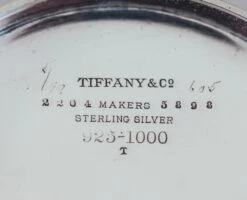 TIFFANY & Co
2204 MAKERS 5898
STERLING SILVER
925-1000
T